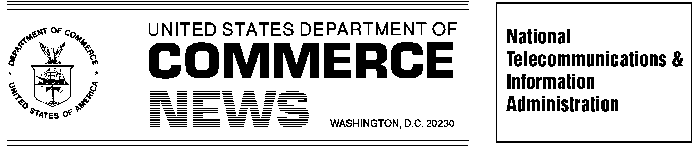 DEPARTMENT OF COMMERCE
UNITED STATES OF AMERICA
UNITED STATES DEPARTMENT OF
COMMERCE
NEWS
WASHINGTON, D.C. 20230
National
Telecommunications &
Information
Administration